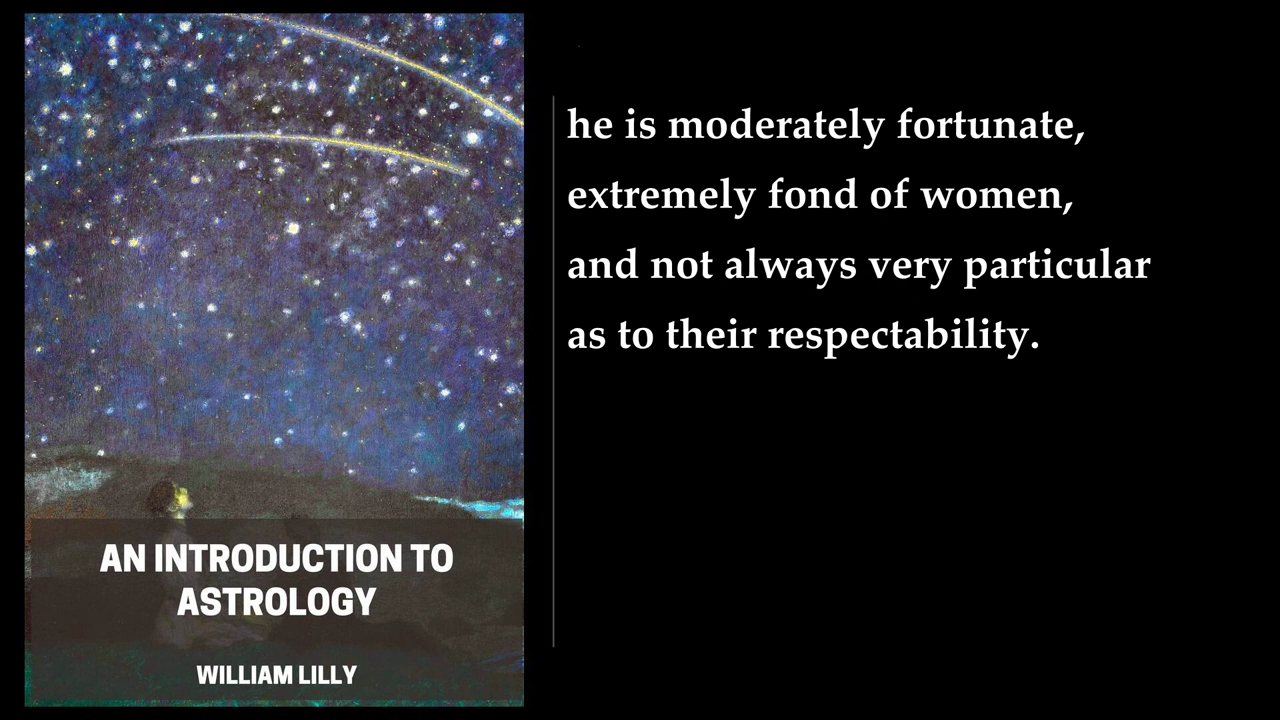 he is moderately fortunate,
extremely fond of women,
and not always very particular
as to their respectability.
AN INTRODUCTION TO
ASTROLOGY
WILLIAM LILLY